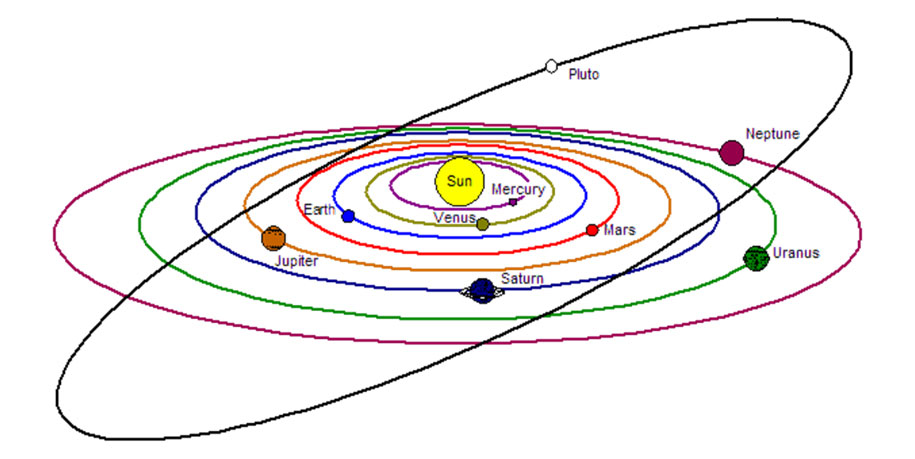 Pluto
Neptune
Sun
Mercury
Earth
Venus
Mars
Jupiter
Saturn
Uranus